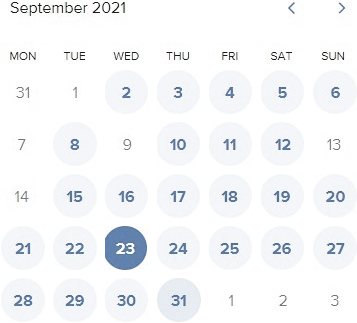 September 2021
MON TUE WED THU FRI SAT SUN
31 1 2 3 4 5 6
7 8 9 10 11 12 13
14 15 16 17 18 19 20
21 22 23 24 25 26 27
28 29 30 31 1 2 3